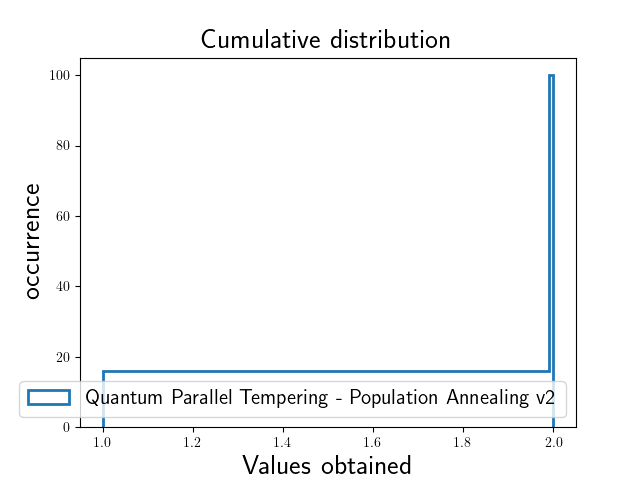 Cumulative distribution
occurrence
100
80
60
40
20
0
Quantum Parallel Tempering - Population Annealing v2
1.0 1.2 1.4 1.6 1.8 2.0
Values obtained